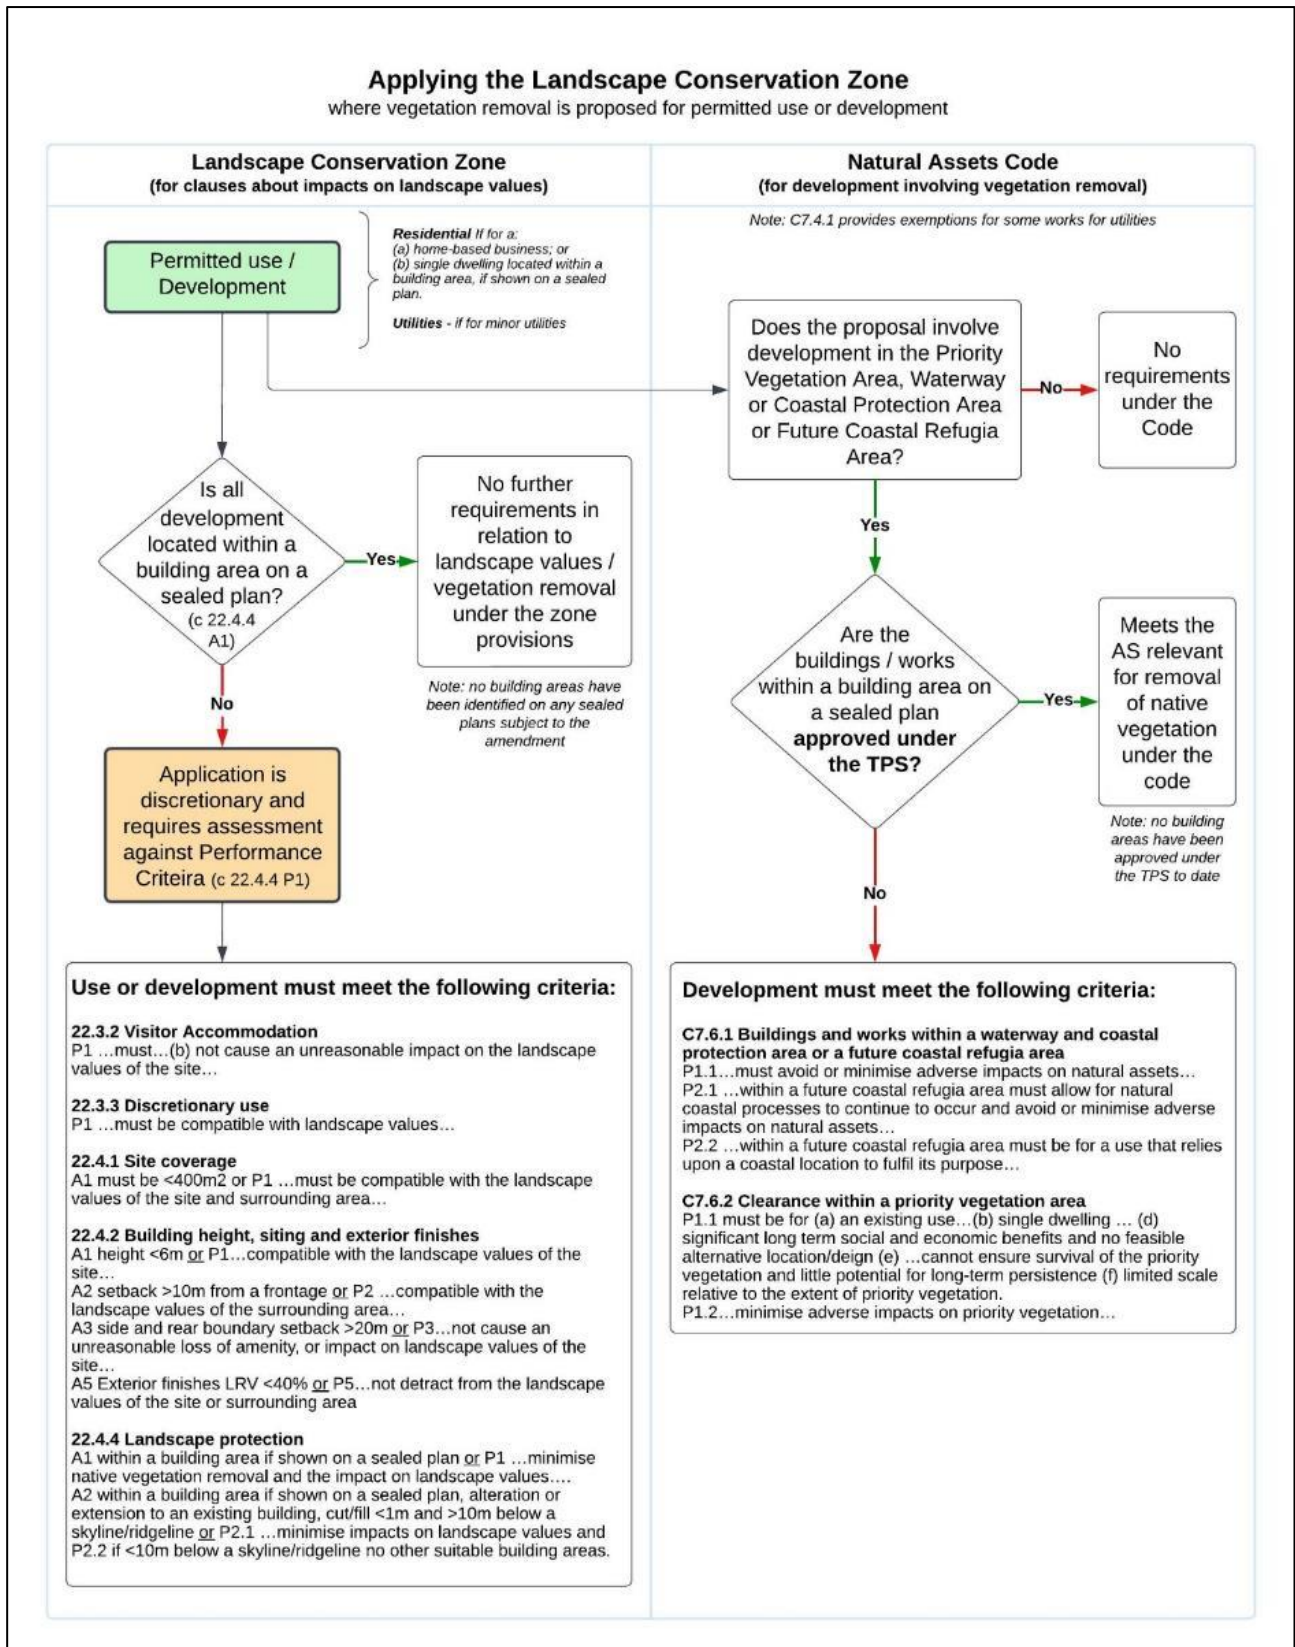 Applying the Landscape Conservation Zone
where vegetation removal is proposed for permitted use or development
Landscape Conservation Zone
(for clauses about impacts on landscape values)
Permitted use /
Development
Residential If for a:
(a) home-based business; or
(b) single dwelling located within a
building area, if shown on a sealed
plan.
Utilities - if for minor utilities
Is all
development
located within a
building area on a
sealed plan?
(c 22.4.4
A1)
Yes
No further
requirements in
relation to
landscape values /
vegetation removal
under the zone
provisions
Note: no building areas have
been identified on any sealed
plans subject to the
amendment
No
Application is
discretionary and
requires assessment
against Performance
Criteira (c 22.4.4 P1)
Use or development must meet the following criteria:
22.3.2 Visitor Accommodation
P1 …must…(b) not cause an unreasonable impact on the landscape
values of the site…
22.3.3 Discretionary use
P1 …must be compatible with landscape values…
22.4.1 Site coverage
A1 must be <400m2 or P1 …must be compatible with the landscape
values of the site and surrounding area…
22.4.2 Building height, siting and exterior finishes
A1 height <6m or P1…compatible with the landscape values of the
site…
A2 setback >10m from a frontage or P2 …compatible with the
landscape values of the surrounding area…
A3 side and rear boundary setback >20m or P3…not cause an
unreasonable loss of amenity, or impact on landscape values of the
site…
A5 Exterior finishes LRV <40% or P5…not detract from the landscape
values of the site or surrounding area
22.4.4 Landscape protection
A1 within a building area if shown on a sealed plan or P1 …minimise
native vegetation removal and the impact on landscape values….
A2 within a building area if shown on a sealed plan, alteration or
extension to an existing building, cut/fill <1m and >10m below a
skyline/ridgeline or P2.1 …minimise impacts on landscape values and
P2.2 if <10m below a skyline/ridgeline no other suitable building areas.
Natural Assets Code
(for development involving vegetation removal)
Note: C7.4.1 provides exemptions for some works for utilities
Does the proposal involve
development in the Priority
Vegetation Area, Waterway
or Coastal Protection Area
or Future Coastal Refugia
Area?
No
No
requirements
under the
Code
Yes
Are the
buildings / works
within a building area on
a sealed plan
approved under
the TPS?
Yes
Meets the
AS relevant
for removal
of native
vegetation
under the
code
Note: no building
areas have been
approved under
the TPS to date
No
Development must meet the following criteria:
C7.6.1 Buildings and works within a waterway and coastal
protection area or a future coastal refugia area
P1.1…must avoid or minimise adverse impacts on natural assets…
P2.1 …within a future coastal refugia area must allow for natural
coastal processes to continue to occur and avoid or minimise adverse
impacts on natural assets…
P2.2 …within a future coastal refugia area must be for a use that relies
upon a coastal location to fulfil its purpose…
C7.6.2 Clearance within a priority vegetation area
P1.1 must be for (a) an existing use…(b) single dwelling … (d)
significant long term social and economic benefits and no feasible
alternative location/deign (e) …cannot ensure survival of the priority
vegetation and little potential for long-term persistence (f) limited scale
relative to the extent of priority vegetation.
P1.2…minimise adverse impacts on priority vegetation…